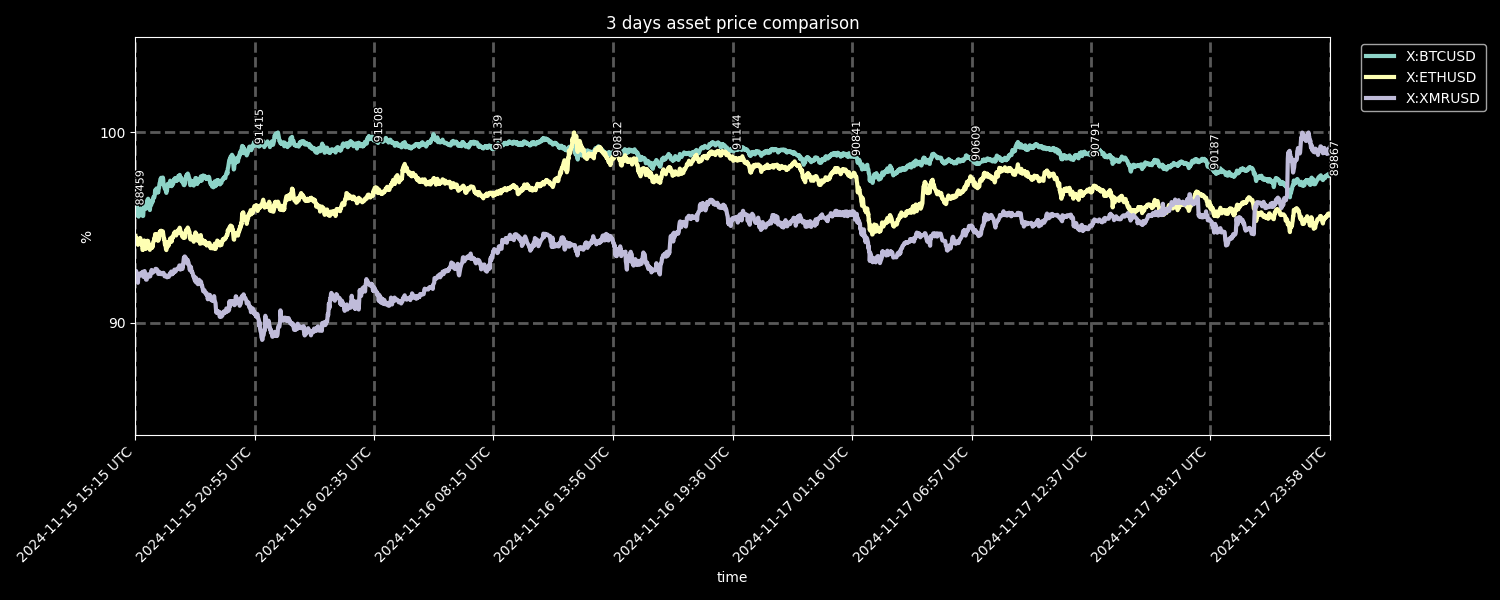 3 days asset price comparison
X:BTCUSD
X:ETHUSD
X:XMRUSD
100
90
%
88459
91415
91508
91139
90812
91144
90841
90609
90791
90187
89867
2024-11-15 15:15 UTC
2024-11-15 20:55 UTC
2024-11-16 02:35 UTC
2024-11-16 08:15 UTC
2024-11-16 13:56 UTC
2024-11-16 19:36 UTC
2024-11-17 01:16 UTC
2024-11-17 06:57 UTC
2024-11-17 12:37 UTC
2024-11-17 18:17 UTC
2024-11-17 23:58 UTC
time